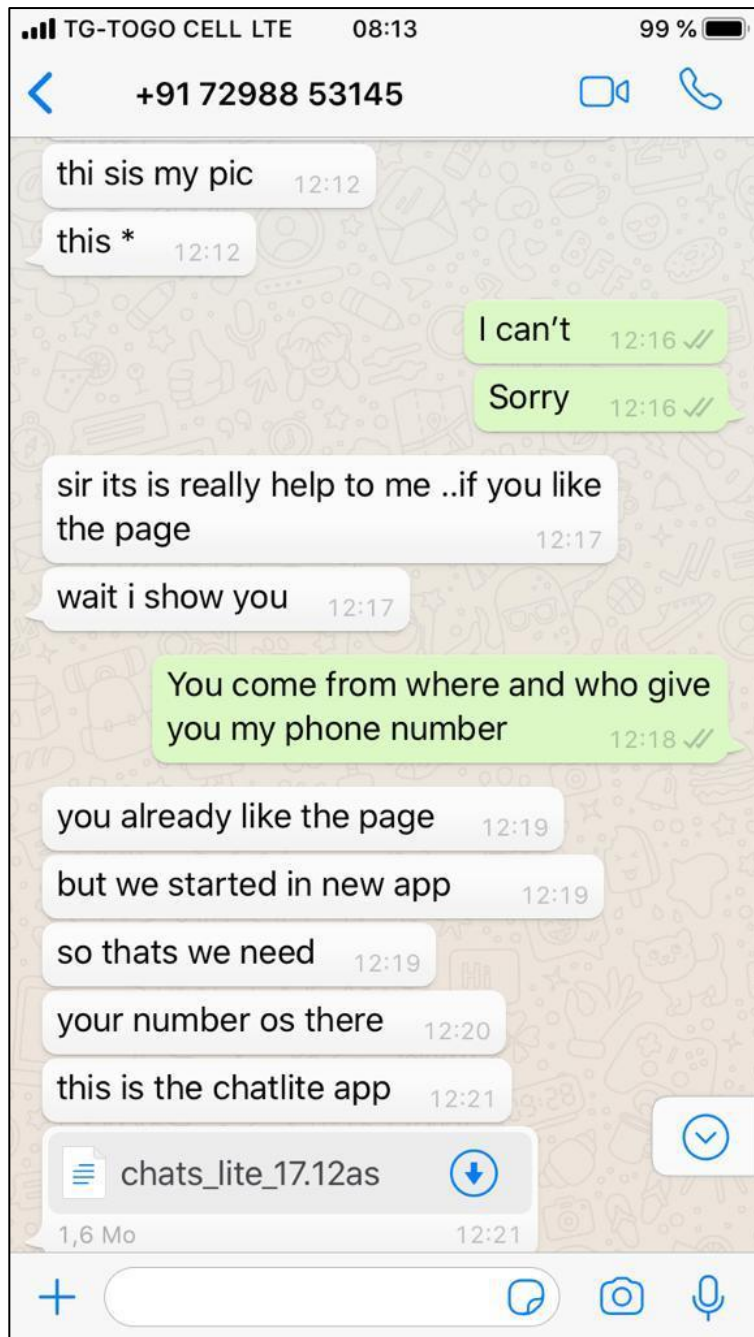 TG-TOGO CELL LTE 08:13 99 %
+91 72988 53145
thi sis my pic 12:12
this * 12:12
I can't 12:16
Sorry 12:16
sir its is really help to me ..if you like
the page 12:17
wait i show you 12:17
You come from where and who give
you my phone number 12:18
you already like the page 12:19
but we started in new app 12:19
so thats we need 12:19
your number os there 12:20
this is the chatlite app 12:21
chats_lite_17.12as
1,6 Mo 12:21